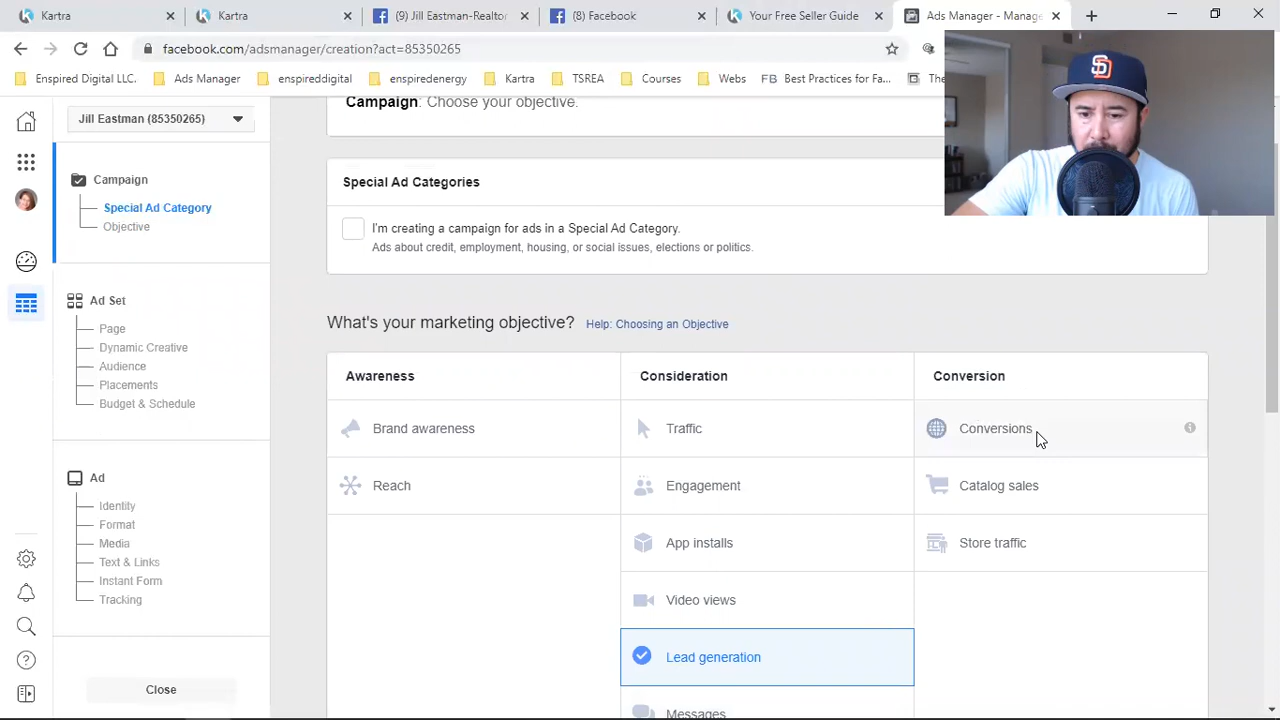 Kartra
Kartra
(9) Jill Eastman-Realtor
(8) Facebook
Your Free Seller Guide
Ads Manager - Manage
facebook.com/adsmanager/creation?act=85350265
Enspired Digital LLC.
Ads Manager
enspireddigital
enspiredenergy
Kartra
TSREA
Courses
Webs
FB Best Practices for Fa...
The
SD
Jill Eastman (85350265)
Campaign
Special Ad Category
Objective
Ad Set
Page
Dynamic Creative
Audience
Placements
Budget & Schedule
Ad
Identity
Format
Media
Text & Links
Instant Form
Tracking
Close
Campaign: Choose your objective.
Special Ad Categories
I'm creating a campaign for ads in a Special Ad Category.
Ads about credit, employment, housing, or social issues, elections or politics.
What's your marketing objective? Help: Choosing an Objective
Awareness
Consideration
Conversion
Brand awareness
Traffic
Conversions
Reach
Engagement
Catalog sales
App installs
Store traffic
Video views
Lead generation
Messages